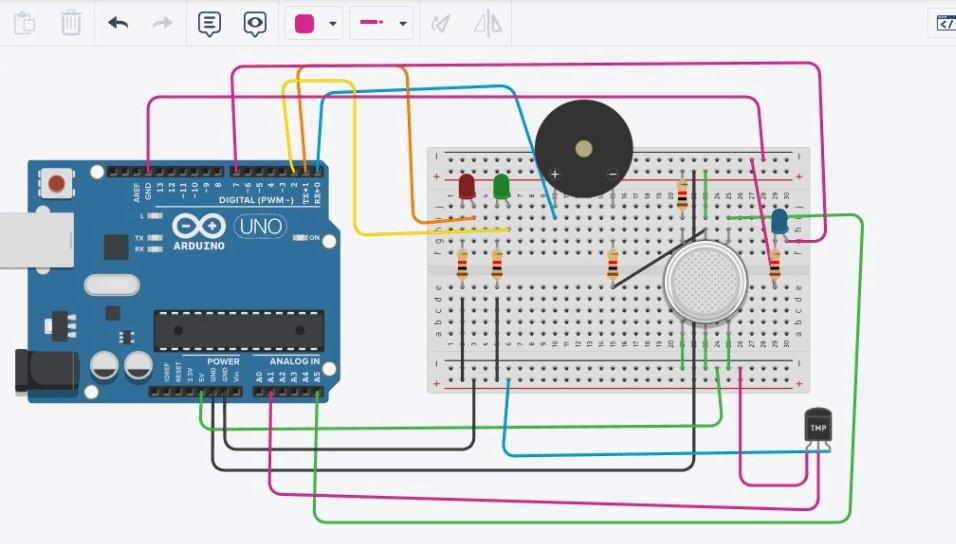 AREF
GND
13
12
~11
~10
~9
8
7
~6
~5
4
~3
2
TX→1
RX←0
DIGITAL (PWM~)
L
TX
RX
ARDUINO
UNO
ON
POWER
ANALOG IN
IOREF
RESET
3.3V
5V
GND
GND
Vin
A0
A1
A2
A3
A4
A5
TMP